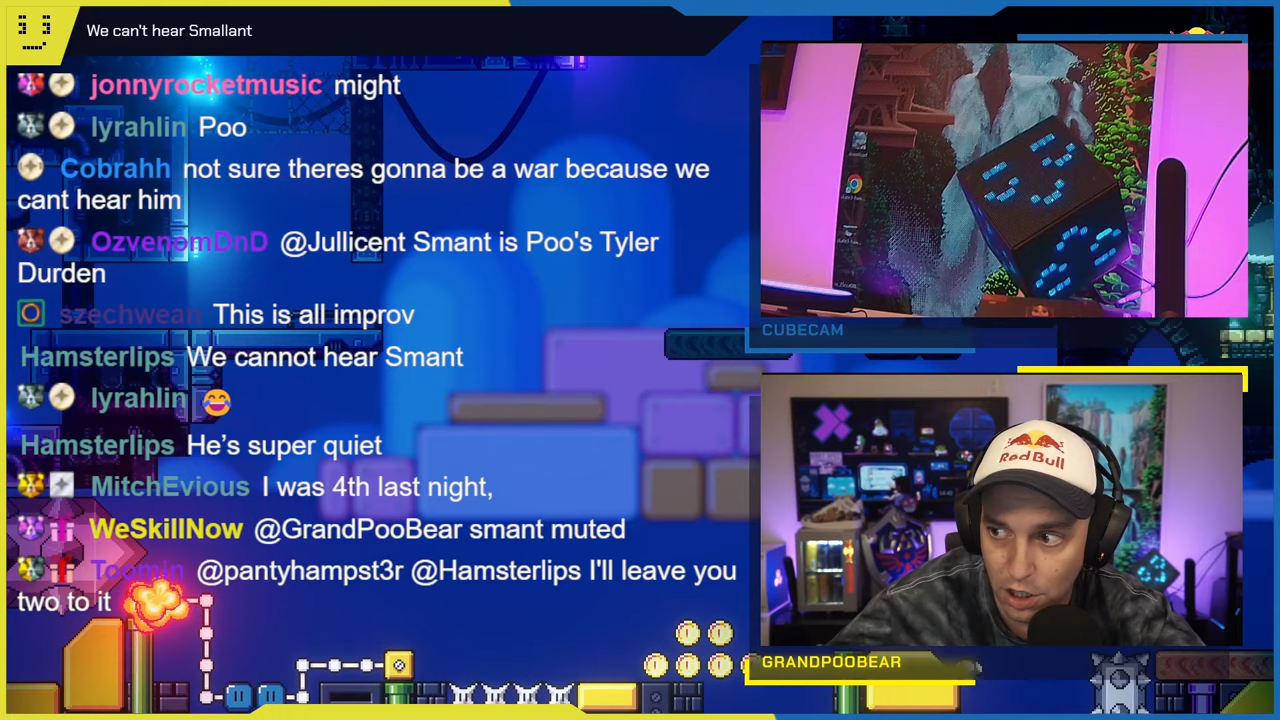 We can't hear Smallant
jonnyrocketmusic might
lyrahlin Poo
Cobrahh not sure theres gonna be a war because we
cant hear him
OzvenomDnD @Jullicent Smant is Poo's Tyler
Durden
szechwean This is all improv
Hamsterlips We cannot hear Smant
lyrahlin 😂
Hamsterlips He's super quiet
MitchEvious I was 4th last night,
WeSkillNow @GrandPooBear smant muted
Toomin @pantyhampst3r @Hamsterlips I'll leave you
two to it
CUBECAM
Red Bull
GRANDPOOBEAR